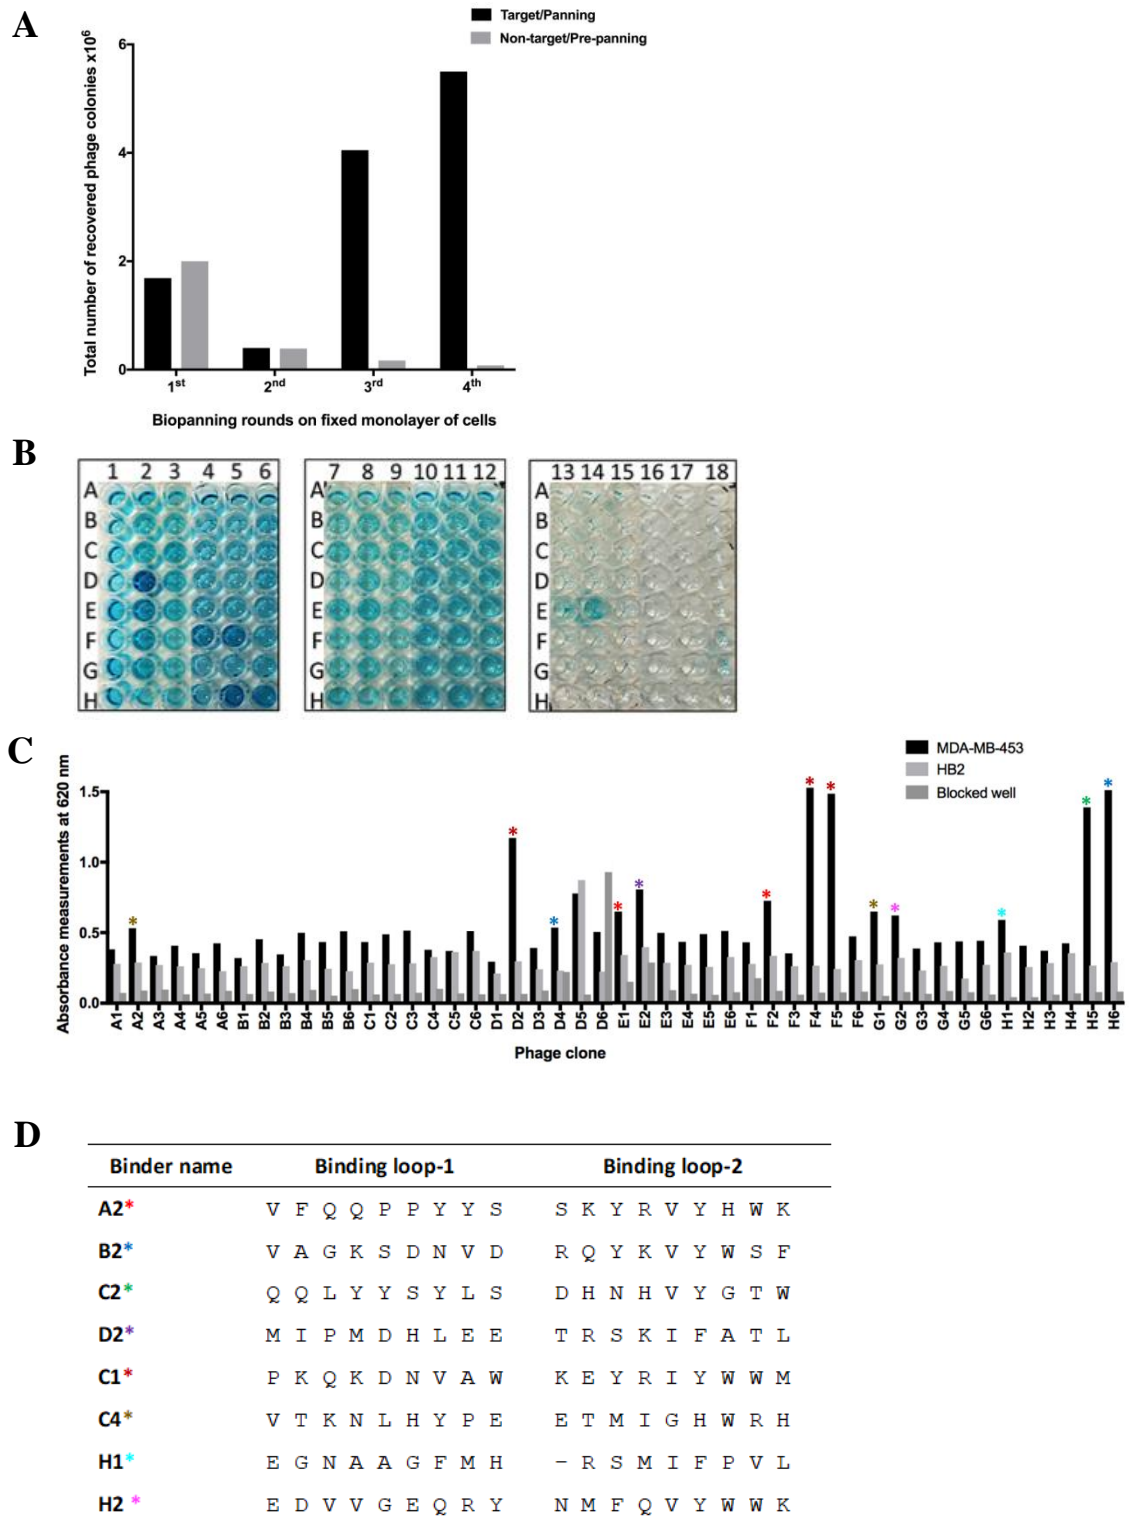 A
Target/Panning
Non-target/Pre-panning
Total number of recovered phage colonies x10^6
6
4
2
0
1st
2nd
3rd
4th
Biopanning rounds on fixed monolayer of cells
B
1 2 3 4 5 6
A
B
C
D
E
F
G
H
7 8 9 10 11 12
A
B
C
D
E
F
G
H
13 14 15 16 17 18
A
B
C
D
E
F
G
H
C
MDA-MB-453
HB2
Blocked well
Absorbance measurements at 620 nm
1.5
1.0
0.5
0.0
* * * * * * * * * * * * *
A1 A2 A3 A4 A5 A6 B1 B2 B3 B4 B5 B6 C1 C2 C3 C4 C5 C6 D1 D2 D3 D4 D5 D6 E1 E2 E3 E4 E5 E6 F1 F2 F3 F4 F5 F6 G1 G2 G3 G4 G5 G6 H1 H2 H3 H4 H5 H6
Phage clone
D
Binder name Binding loop-1 Binding loop-2
A2* V F Q Q P P Y Y S S K Y R V Y H W K
B2* V A G K S D N V D R Q Y K V Y W S F
C2* Q Q L Y Y S Y L S D H N H V Y G T W
D2* M I P M D H L E E T R S K I F A T L
C1* P K Q K D N V A W K E Y R I Y W W M
C4* V T K N L H Y P E E T M I G H W R H
H1* E G N A A G F M H – R S M I F P V L
H2 * E D V V G E Q R Y N M F Q V Y W W K